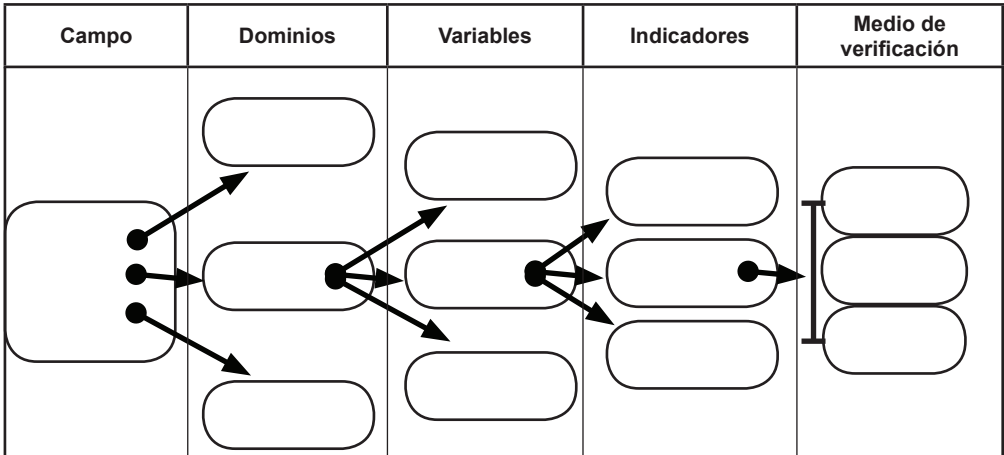 Campo
Dominios
Variables
Indicadores
Medio de
verificación